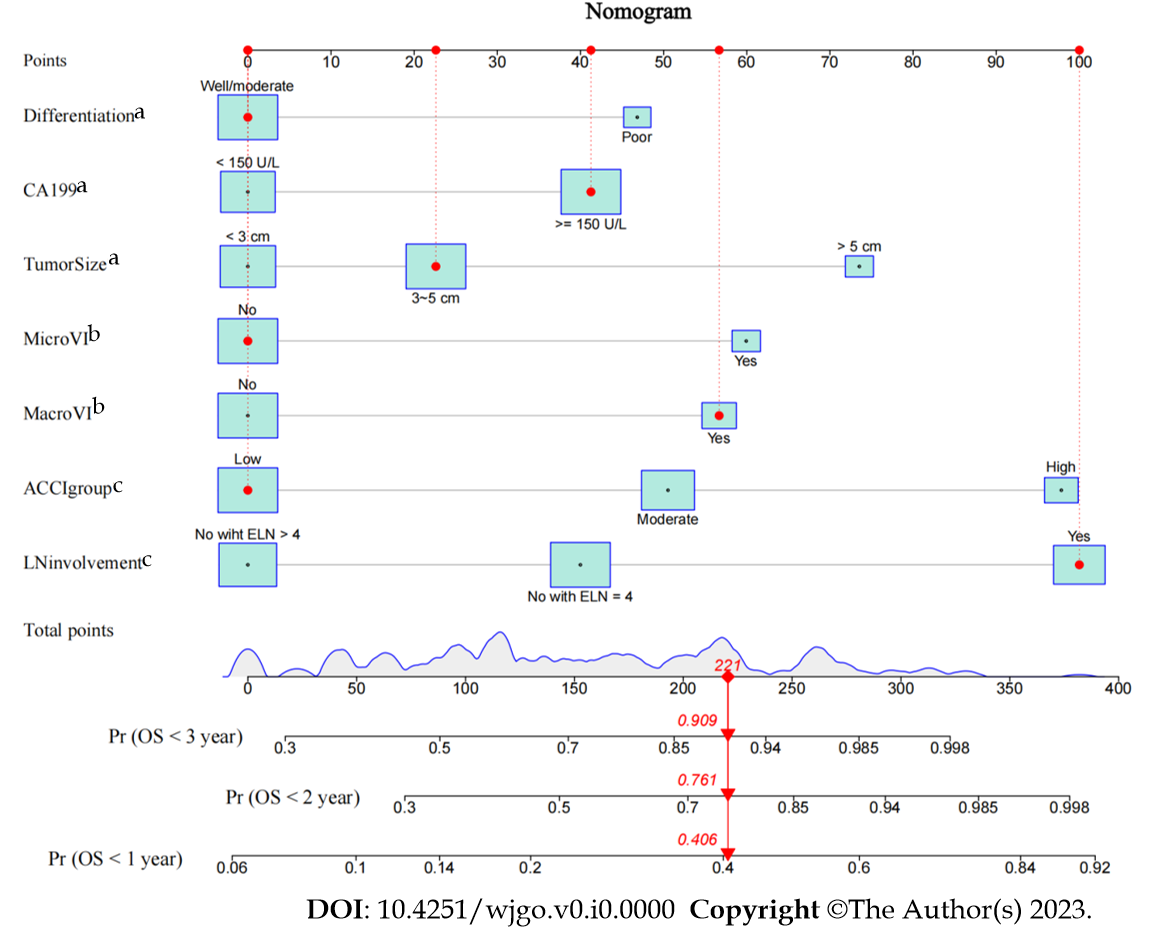 Nomogram
Points
0 10 20 30 40 50 60 70 80 90 100
Well/moderate
Differentiationa
Poor
< 150 U/L
CA199a
>= 150 U/L
< 3 cm
> 5 cm
TumorSizea
3~5 cm
No
MicroVIb
Yes
No
MacroVIb
Yes
Low
High
ACCIgroupc
Moderate
No wiht ELN > 4
Yes
LNinvolvementc
No with ELN = 4
Total points
221
0 50 100 150 200 250 300 350 400
0.909
Pr (OS < 3 year)
0.3 0.5 0.7 0.85 0.94 0.985 0.998
0.761
Pr (OS < 2 year)
0.3 0.5 0.7 0.85 0.94 0.985 0.998
0.406
Pr (OS < 1 year)
0.06 0.1 0.14 0.2 0.4 0.6 0.84 0.92
DOI: 10.4251/wjgo.v0.i0.0000 Copyright ©The Author(s) 2023.